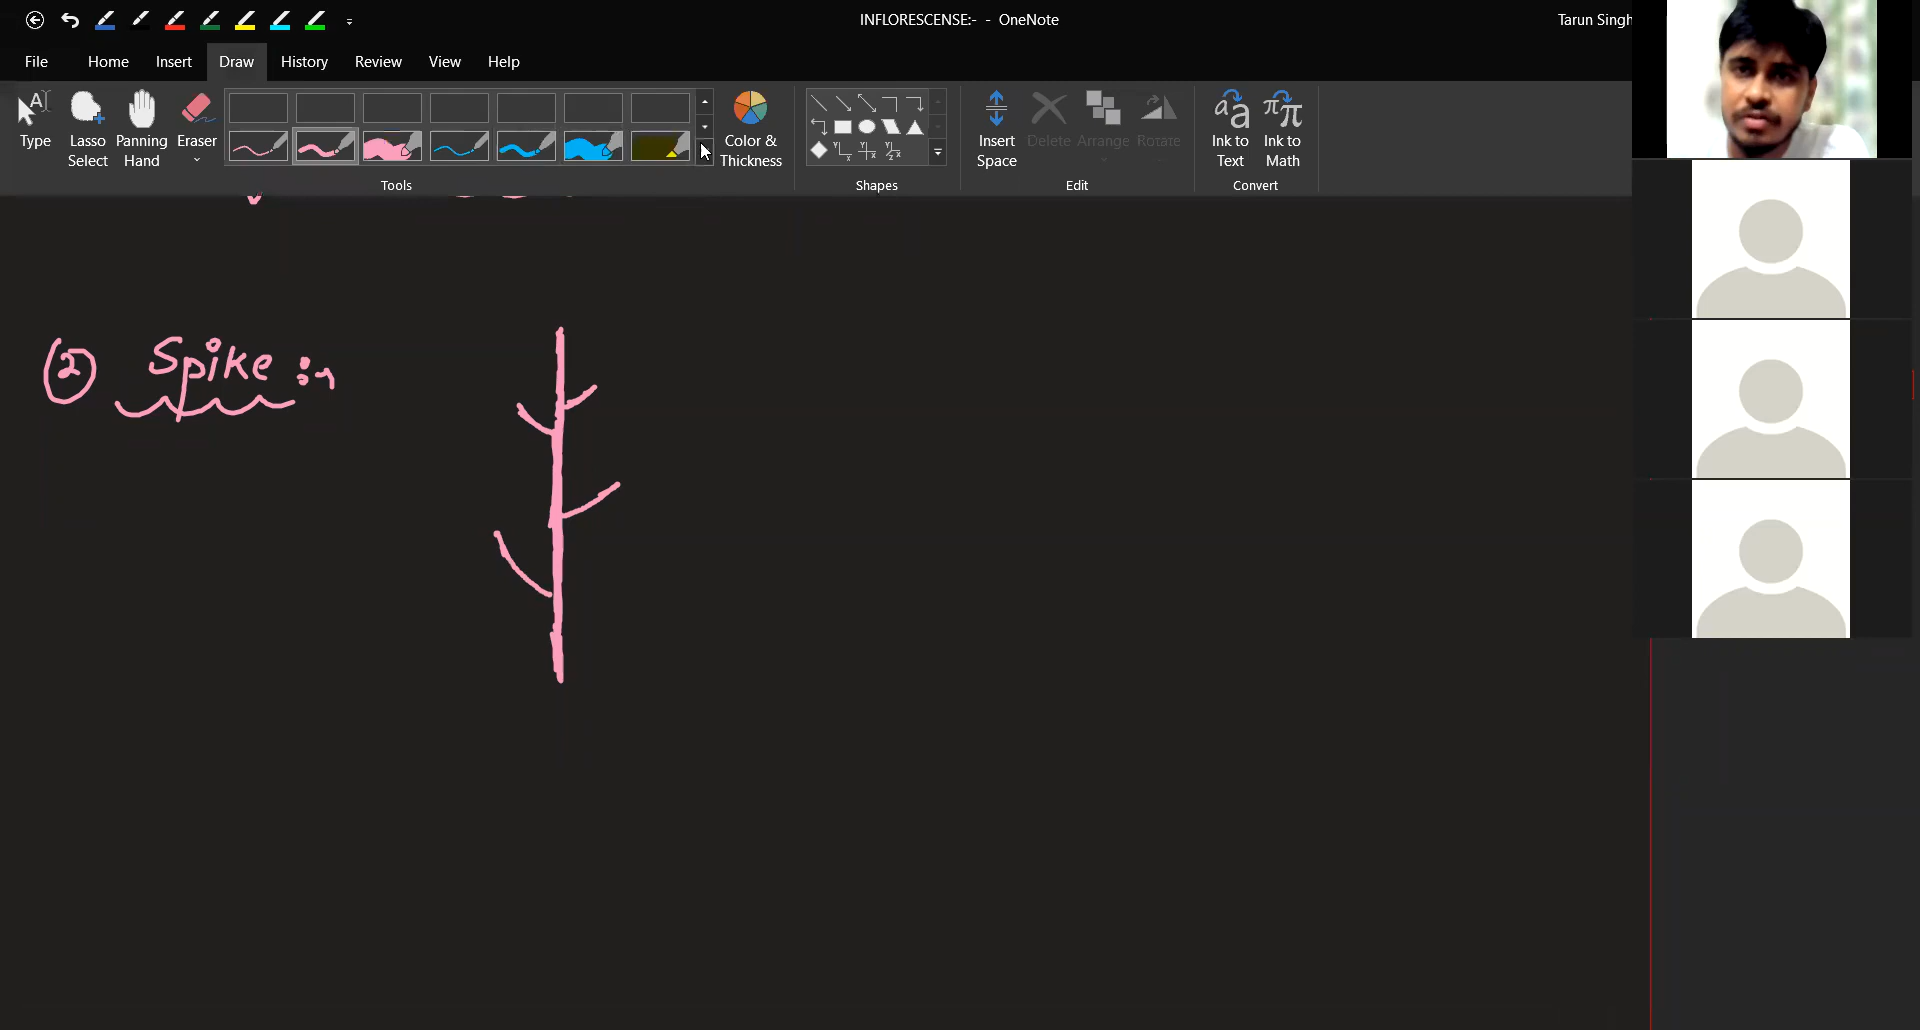 INFLORESCENSE:- - OneNote
Tarun Singh
File Home Insert Draw History Review View Help
Type
Lasso Select
Panning Hand
Eraser
Color & Thickness
Insert Space
Delete
Arrange
Rotate
Ink to Text
Ink to Math
Tools
Shapes
Edit
Convert
② Spike :-